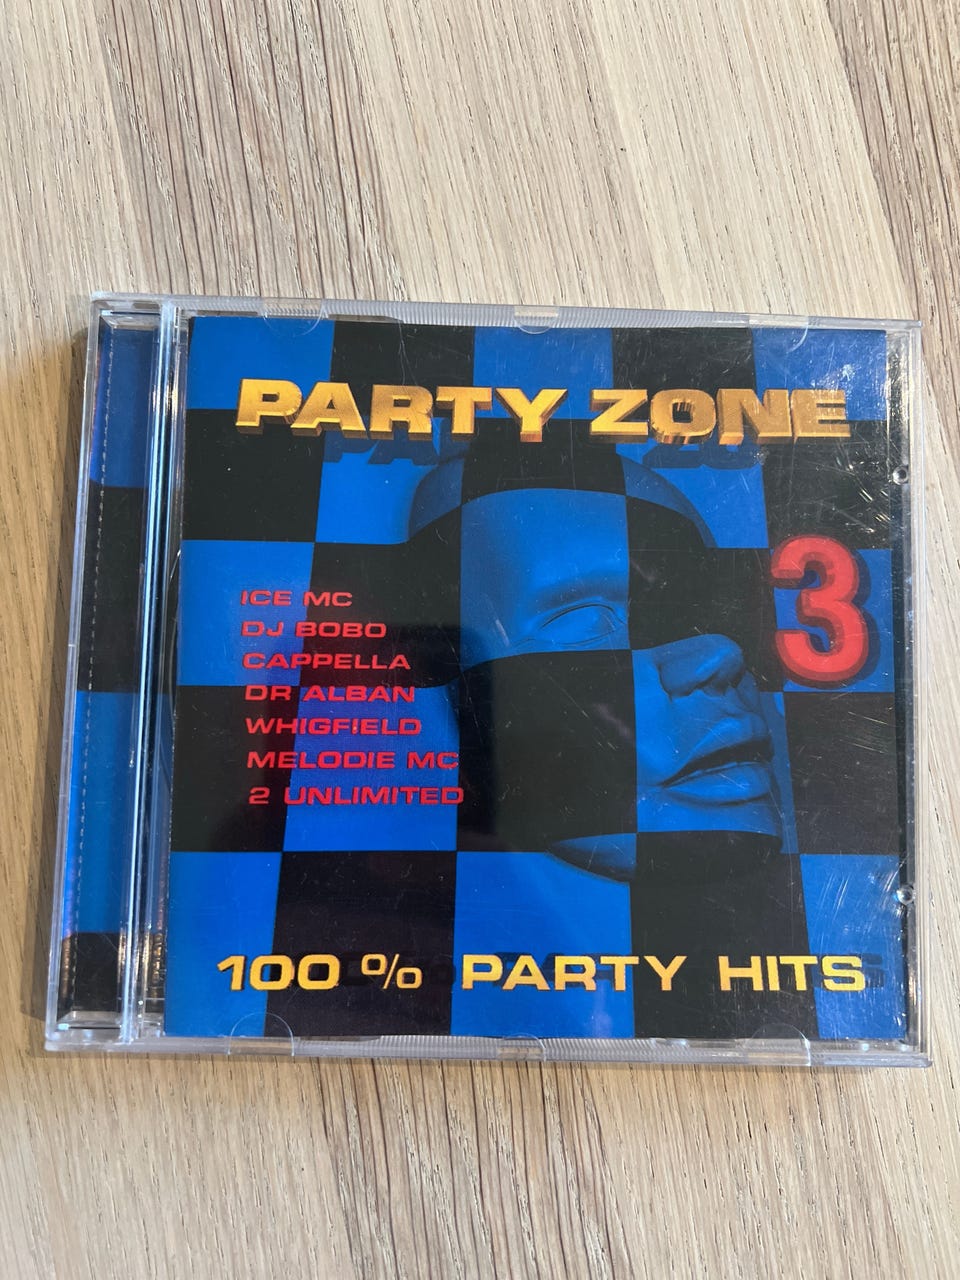 PARTY ZONE
3
ICE MC
DJ BOBO
CAPPELLA
DR ALBAN
WHIGFIELD
MELODIE MC
2 UNLIMITED
100 % PARTY HITS